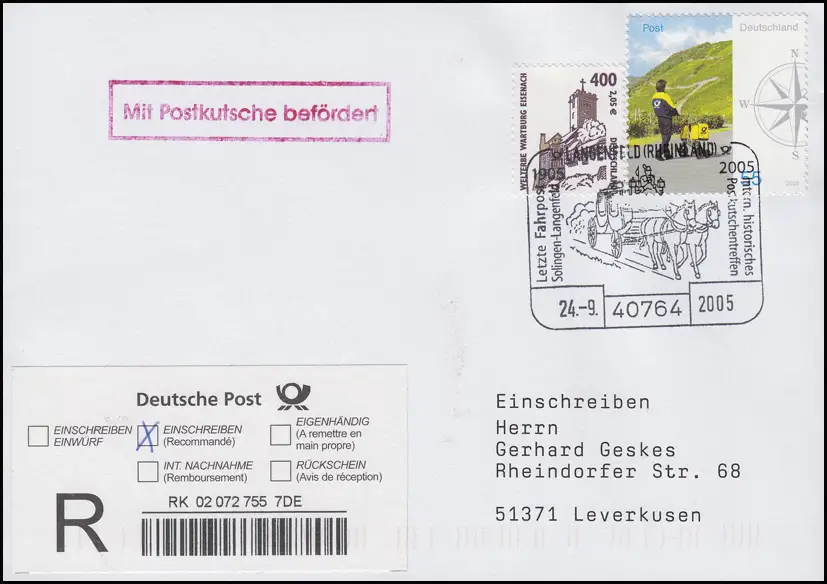 Mit Postkutsche befördert
Post
Deutschland
N
W
S
400
2,05 €
WELTERBE WARTBURG EISENACH
DEUTSCHLAND
55
LANGENFELD (RHEINLAND)
1905
2005
Letzte Fahrpost
Solingen-Langenfeld
Intern. historisches
Postkutschentreffen
24.-9.
40764
2005
Deutsche Post
EINSCHREIBEN
EINWURF
X
EINSCHREIBEN
(Recommandé)
EIGENHÄNDIG
(A remettre en
main propre)
INT. NACHNAHME
(Remboursement)
RÜCKSCHEIN
(Avis de réception)
R
RK 02 072 755 7DE
Einschreiben
Herrn
Gerhard Geskes
Rheindorfer Str. 68
51371 Leverkusen